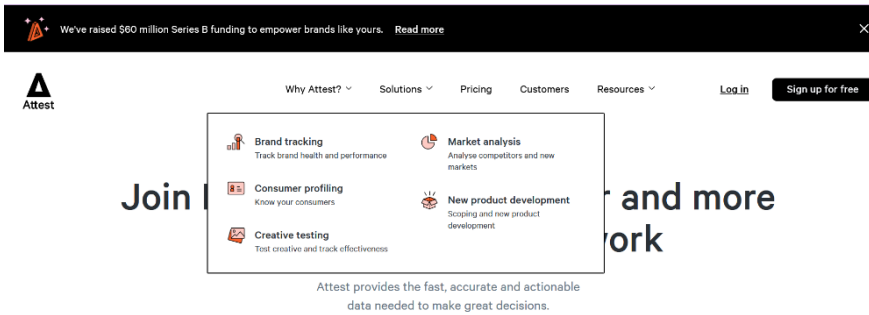 We've raised $60 million Series B funding to empower brands like yours. Read more
Attest
Why Attest? Solutions Pricing Customers Resources Log in Sign up for free
Brand tracking
Track brand health and performance
Consumer profiling
Know your consumers
Creative testing
Test creative and track effectiveness
Market analysis
Analyse competitors and new
markets
New product development
Scoping and new product
development
Join
and more
Attest provides the fast, accurate and actionable
data needed to make great decisions.